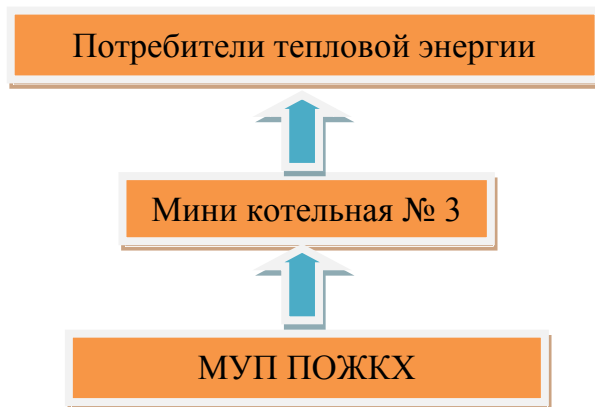 Потребители тепловой энергии
Мини котельная № 3
МУП ПОЖКХ